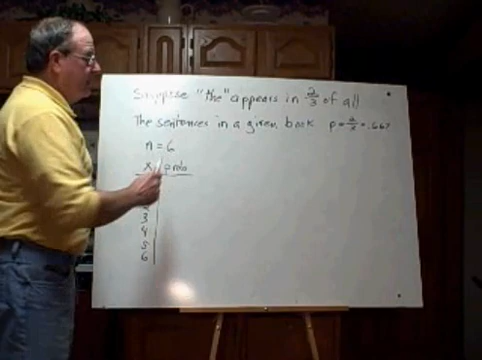 Suppose "the" appears in 2/3 of all
The sentences in a given book p = 2/3 = .667
n = 6
x prob
2
3
4
5
6